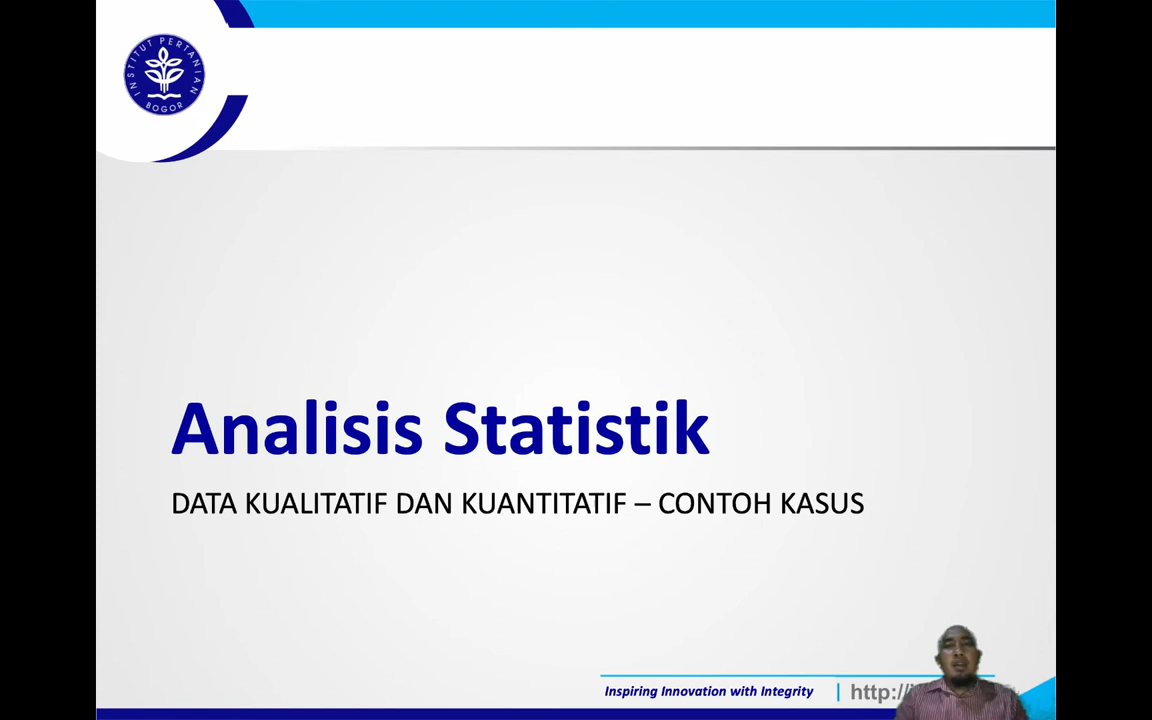 INSTITUT PERTANIAN
BOGOR
Analisis Statistik
DATA KUALITATIF DAN KUANTITATIF – CONTOH KASUS
Inspiring Innovation with Integrity
http://